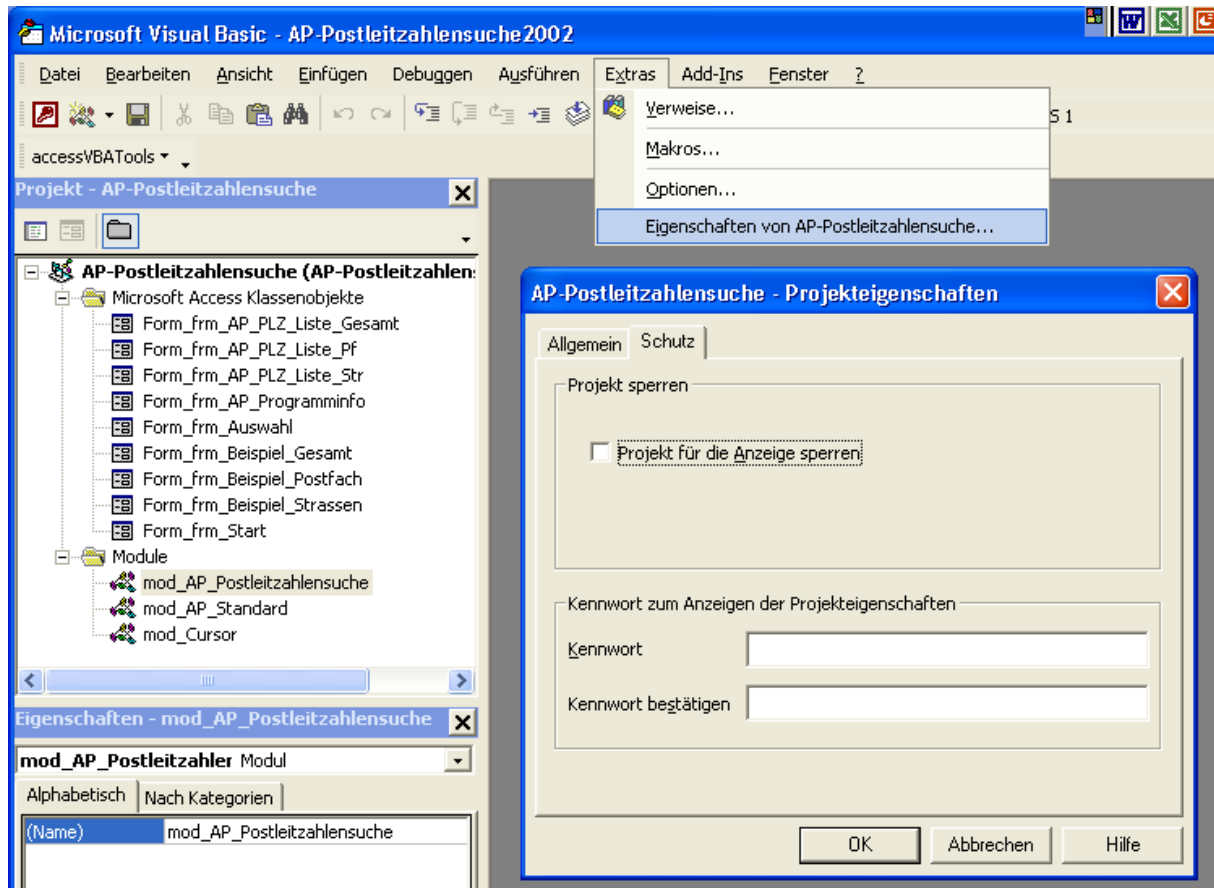 Microsoft Visual Basic - AP-Postleitzahlensuche2002
Datei Bearbeiten Ansicht Einfügen Debuggen Ausführen Extras Add-Ins Fenster ?
Verweise...
S 1
Makros...
accessVBATools
Optionen...
Projekt - AP-Postleitzahlensuche
Eigenschaften von AP-Postleitzahlensuche...
AP-Postleitzahlensuche (AP-Postleitzahlen:
Microsoft Access Klassenobjekte
Form_frm_AP_PLZ_Liste_Gesamt
Form_frm_AP_PLZ_Liste_Pf
Form_frm_AP_PLZ_Liste_Str
Form_frm_AP_Programminfo
Form_frm_Auswahl
Form_frm_Beispiel_Gesamt
Form_frm_Beispiel_Postfach
Form_frm_Beispiel_Strassen
Form_frm_Start
Module
mod_AP_Postleitzahlensuche
mod_AP_Standard
mod_Cursor
Eigenschaften - mod_AP_Postleitzahlensuche
mod_AP_Postleitzahler Modul
Alphabetisch Nach Kategorien
(Name) mod_AP_Postleitzahlensuche
AP-Postleitzahlensuche - Projekteigenschaften
Allgemein Schutz
Projekt sperren
Projekt für die Anzeige sperren
Kennwort zum Anzeigen der Projekteigenschaften
Kennwort
Kennwort bestätigen
OK Abbrechen Hilfe